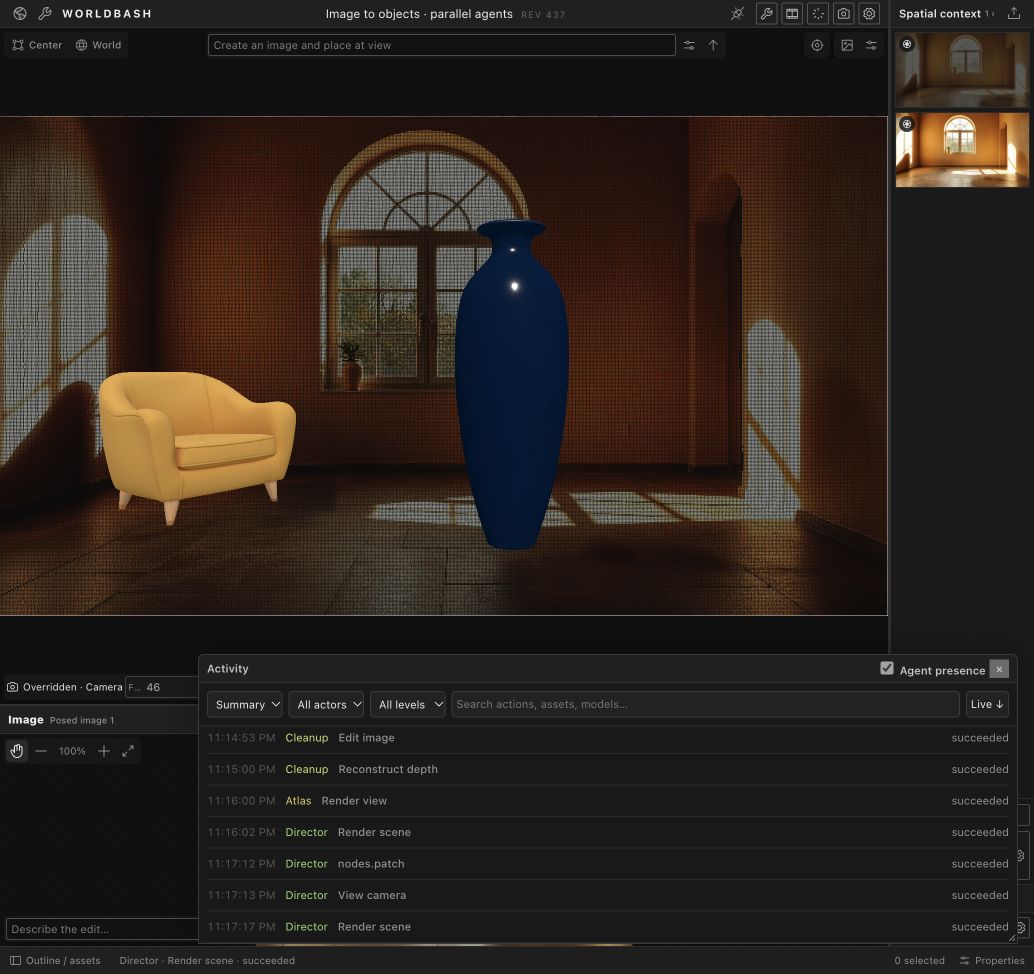 WORLDBASH
Image to objects · parallel agents REV 437
Spatial context 1
Center World
Create an image and place at view
Overridden · Camera F... 46
Image Posed image 1
100%
Describe the edit...
Activity
Agent presence
Summary All actors All levels Search actions, assets, models... Live ↓
11:14:53 PM Cleanup Edit image succeeded
11:15:00 PM Cleanup Reconstruct depth succeeded
11:16:00 PM Atlas Render view succeeded
11:16:02 PM Director Render scene succeeded
11:17:12 PM Director nodes.patch succeeded
11:17:13 PM Director View camera succeeded
11:17:17 PM Director Render scene succeeded
Outline / assets Director · Render scene · succeeded 0 selected Properties